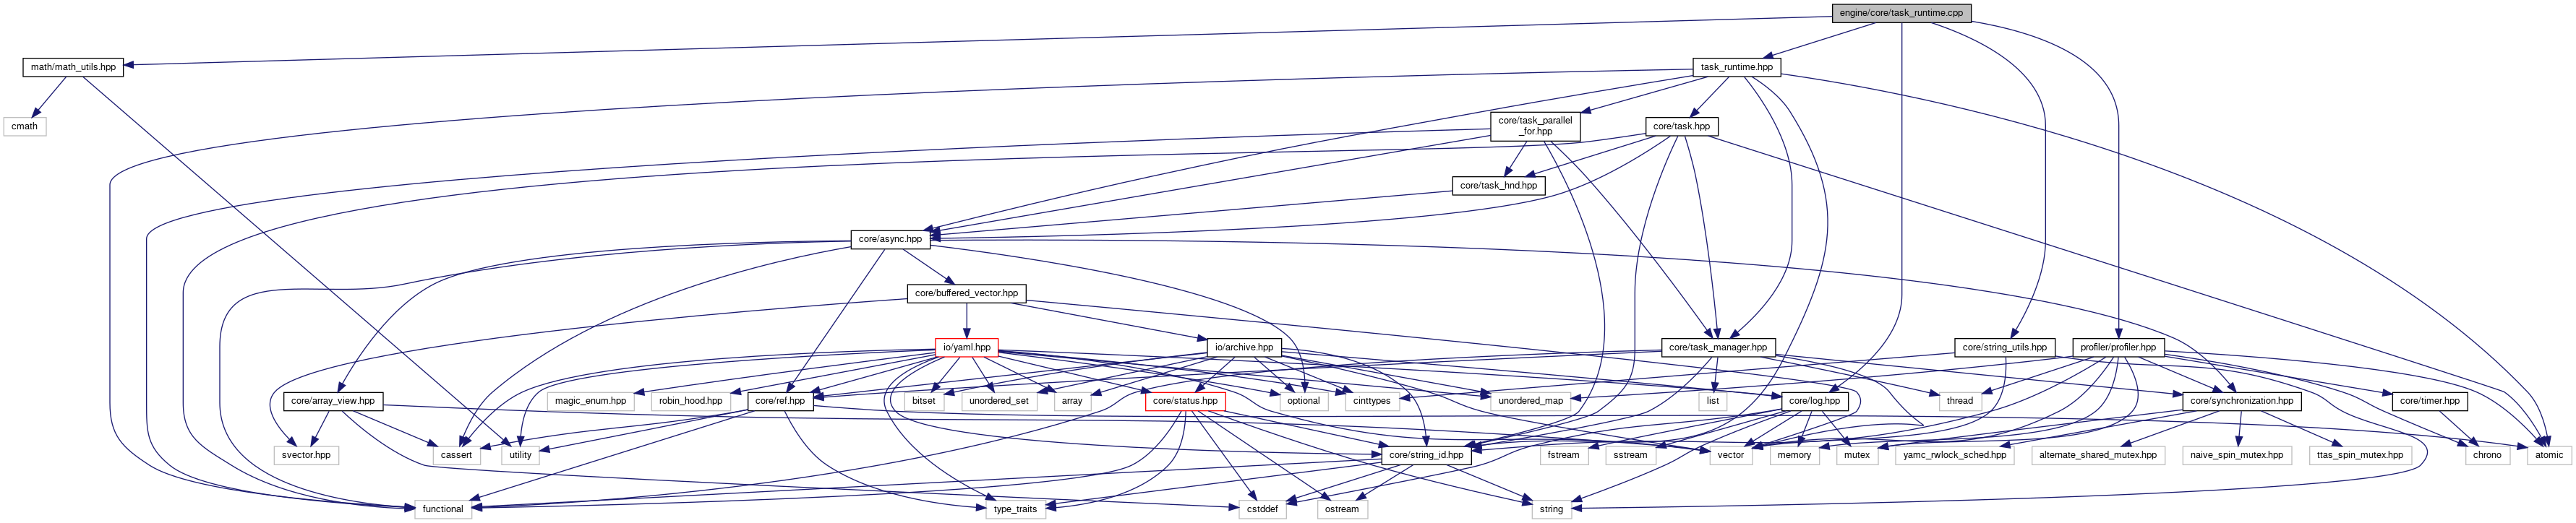 engine/core/task_runtime.cpp
math/math_utils.hpp
task_runtime.hpp
cmath
core/task_parallel
_for.hpp
core/task.hpp
core/task_hnd.hpp
core/async.hpp
core/buffered_vector.hpp
io/yaml.hpp
io/archive.hpp
core/task_manager.hpp
core/string_utils.hpp
profiler/profiler.hpp
core/array_view.hpp
magic_enum.hpp
robin_hood.hpp
core/ref.hpp
bitset
unordered_set
array
core/status.hpp
optional
cinttypes
unordered_map
list
core/log.hpp
thread
core/synchronization.hpp
core/timer.hpp
svector.hpp
cassert
utility
core/string_id.hpp
fstream
sstream
vector
memory
mutex
yamc_rwlock_sched.hpp
alternate_shared_mutex.hpp
naive_spin_mutex.hpp
ttas_spin_mutex.hpp
chrono
atomic
functional
type_traits
cstddef
ostream
string